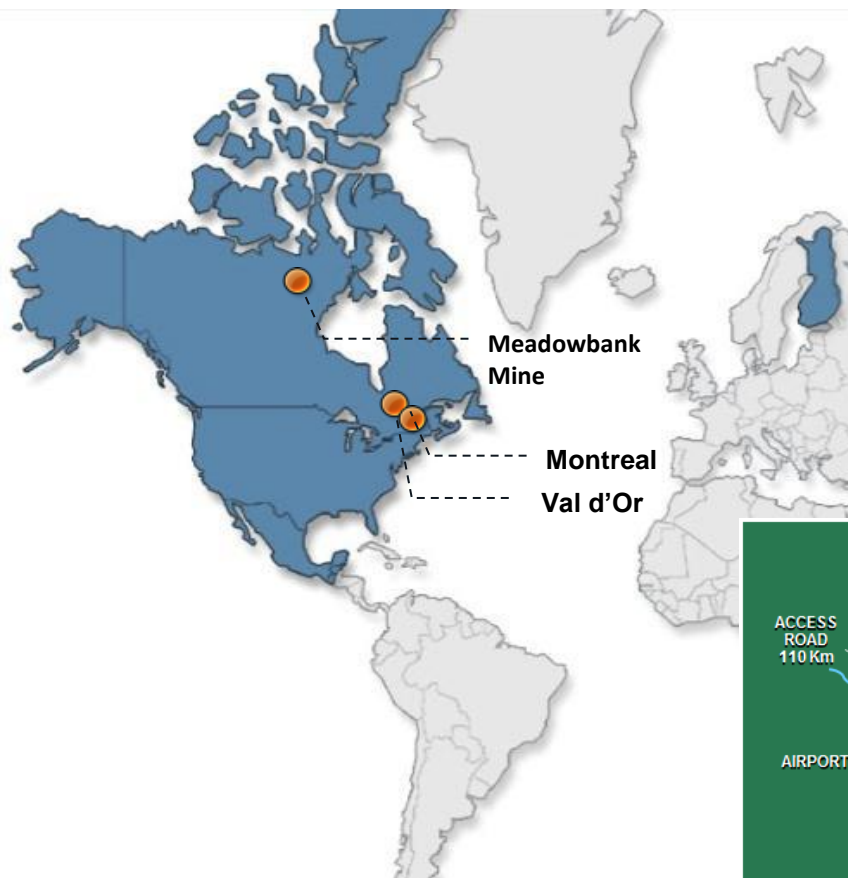 Meadowbank
Mine
Montreal
Val d’Or
ACCESS
ROAD
110 Km
AIRPORT